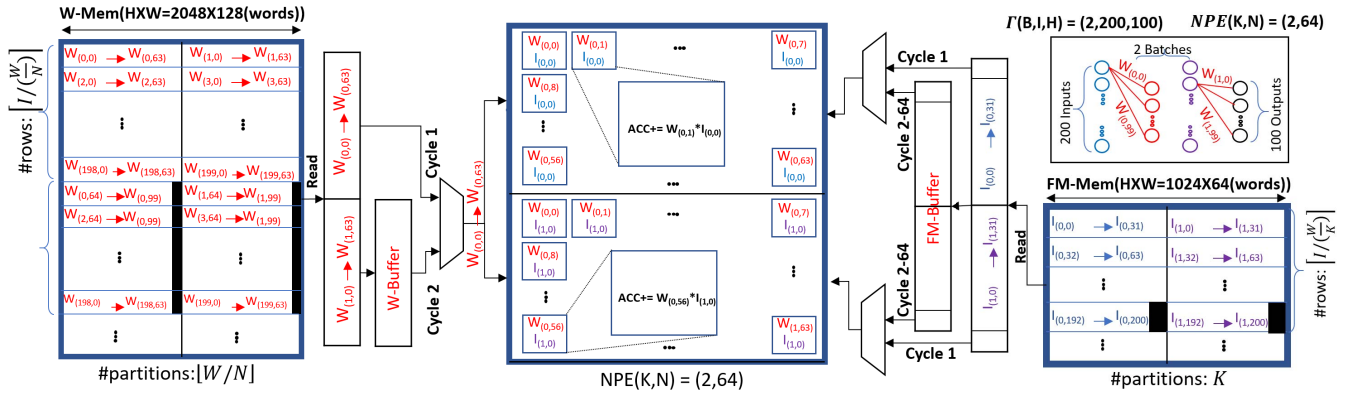 W-Mem(HXW=2048X128(words))
#rows: ⌈I/(W/N)⌉
W(0,0) → W(0,63) W(1,0) → W(1,63)
W(2,0) → W(2,63) W(3,0) → W(3,63)
W(198,0) → W(198,63) W(199,0) → W(199,63)
W(0,64) → W(0,99) W(1,64) → W(1,99)
W(2,64) → W(0,99) W(3,64) → W(1,99)
W(198,0) → W(198,63) W(199,0) → W(199,63)
#partitions:⌊W/N⌋
Read
W(0,0) → W(0,63)
W(1,0) → W(1,63)
W-Buffer
Cycle 1
Cycle 2
W(0,0) → W(0,63)
W(0,0) W(0,1) ... W(0,7)
I(0,0) I(0,0) I(0,0)
W(0,8)
I(0,0)
ACC+= W(0,1)*I(0,0)
W(0,56) W(0,63)
I(0,0) ... I(0,0)
W(0,0) W(0,1) ... W(0,7)
I(1,0) I(1,0) I(1,0)
W(0,8)
I(1,0)
ACC+= W(0,56)*I(1,0)
W(0,56) W(1,63)
I(1,0) ... I(1,0)
NPE(K,N) = (2,64)
Cycle 1
Cycle 2-64
FM-Buffer
Cycle 2-64
Cycle 1
I(0,0) → I(0,31)
I(1,0) → I(1,31)
Read
Γ(B,I,H) = (2,200,100) NPE(K,N) = (2,64)
2 Batches
200 Inputs
W(0,0)
W(0,99)
W(1,0)
W(1,99)
100 Outputs
FM-Mem(HXW=1024X64(words))
I(0,0) → I(0,31) I(1,0) → I(1,31)
I(0,32) → I(0,63) I(1,32) → I(1,63)
I(0,192) → I(0,200) I(1,192) → I(1,200)
#rows: ⌈I/(W/K)⌉
#partitions: K